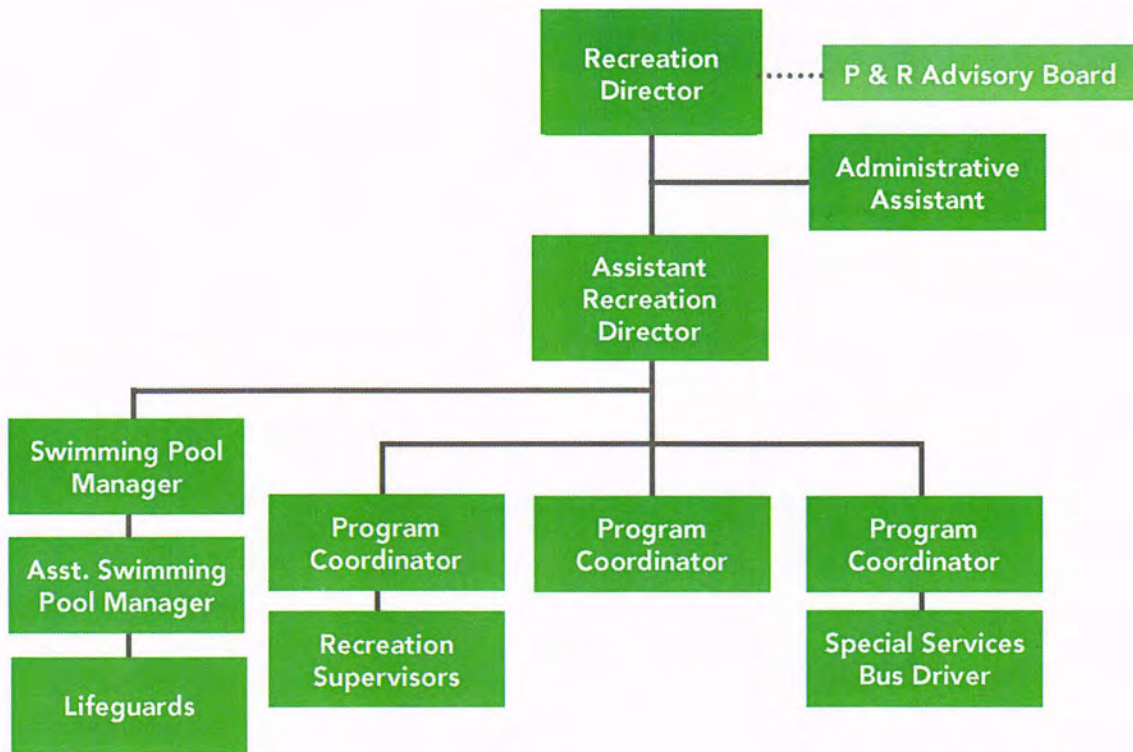 Recreation
Director
P & R Advisory Board
Administrative
Assistant
Assistant
Recreation
Director
Swimming Pool
Manager
Program
Coordinator
Program
Coordinator
Program
Coordinator
Asst. Swimming
Pool Manager
Recreation
Supervisors
Special Services
Bus Driver
Lifeguards